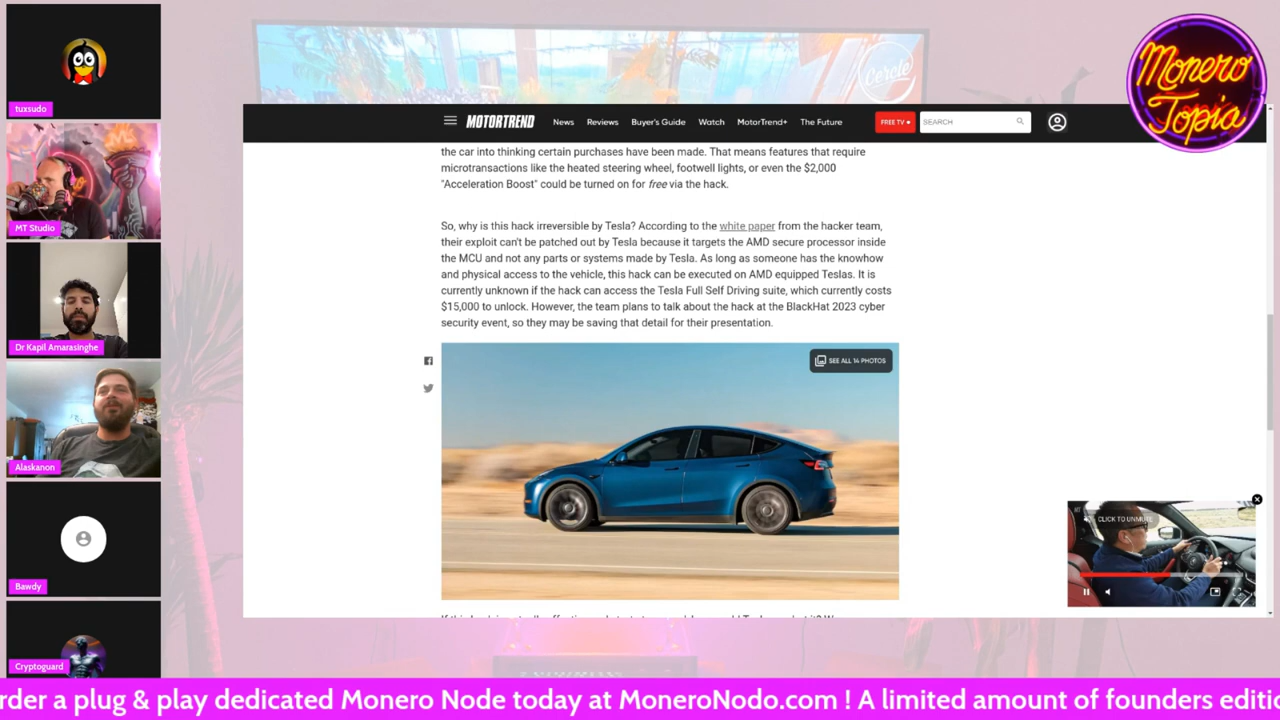 tuxsudo
MT Studio
Dr Kapil Amarasinghe
Alaskanon
Bawdy
Cryptoguard
Cercle
Monero
Topia
MOTORTREND
News
Reviews
Buyer's Guide
Watch
MotorTrend+
The Future
FREE TV
SEARCH
the car into thinking certain purchases have been made. That means features that require
microtransactions like the heated steering wheel, footwell lights, or even the $2,000
"Acceleration Boost" could be turned on for free via the hack.
So, why is this hack irreversible by Tesla? According to the white paper from the hacker team,
their exploit can't be patched out by Tesla because it targets the AMD secure processor inside
the MCU and not any parts or systems made by Tesla. As long as someone has the knowhow
and physical access to the vehicle, this hack can be executed on AMD equipped Teslas. It is
currently unknown if the hack can access the Tesla Full Self Driving suite, which currently costs
$15,000 to unlock. However, the team plans to talk about the hack at the BlackHat 2023 cyber
security event, so they may be saving that detail for their presentation.
SEE ALL 14 PHOTOS
MT
CLICK TO UNMUTE
rder a plug & play dedicated Monero Node today at MoneroNodo.com ! A limited amount of founders editi